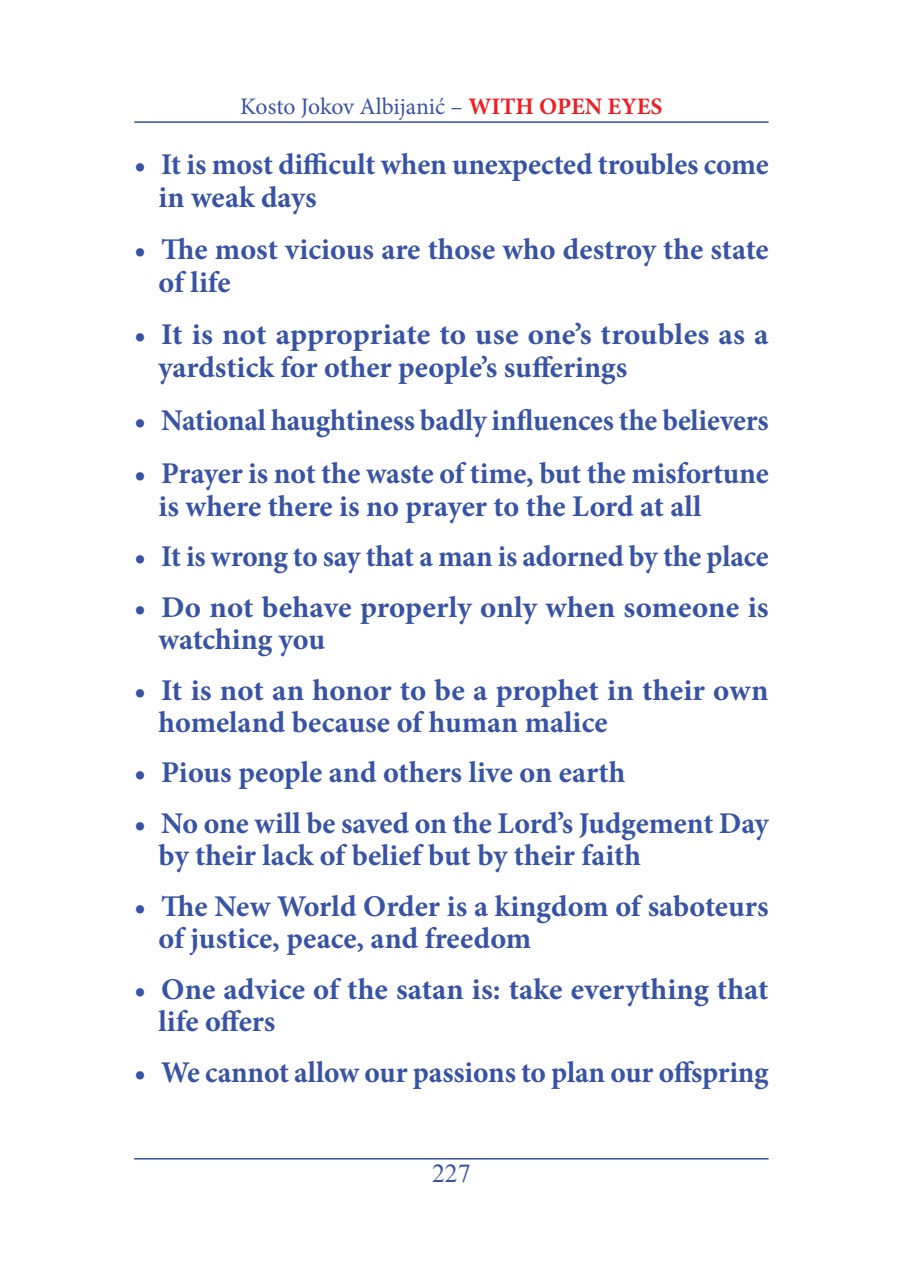 Kosto Jokov Albijanić – WITH OPEN EYES
• It is most difficult when unexpected troubles come
in weak days
• The most vicious are those who destroy the state
of life
• It is not appropriate to use one’s troubles as a
yardstick for other people’s sufferings
• National haughtiness badly influences the believers
• Prayer is not the waste of time, but the misfortune
is where there is no prayer to the Lord at all
• It is wrong to say that a man is adorned by the place
• Do not behave properly only when someone is
watching you
• It is not an honor to be a prophet in their own
homeland because of human malice
• Pious people and others live on earth
• No one will be saved on the Lord’s Judgement Day
by their lack of belief but by their faith
• The New World Order is a kingdom of saboteurs
of justice, peace, and freedom
• One advice of the satan is: take everything that
life offers
• We cannot allow our passions to plan our offspring
227